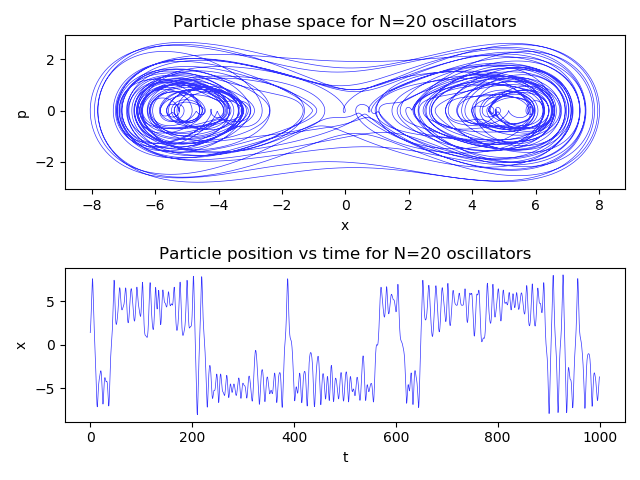 Particle phase space for N=20 oscillators
2
0
−2
p
−8 −6 −4 −2 0 2 4 6 8
x
Particle position vs time for N=20 oscillators
5
0
−5
x
0 200 400 600 800 1000
t